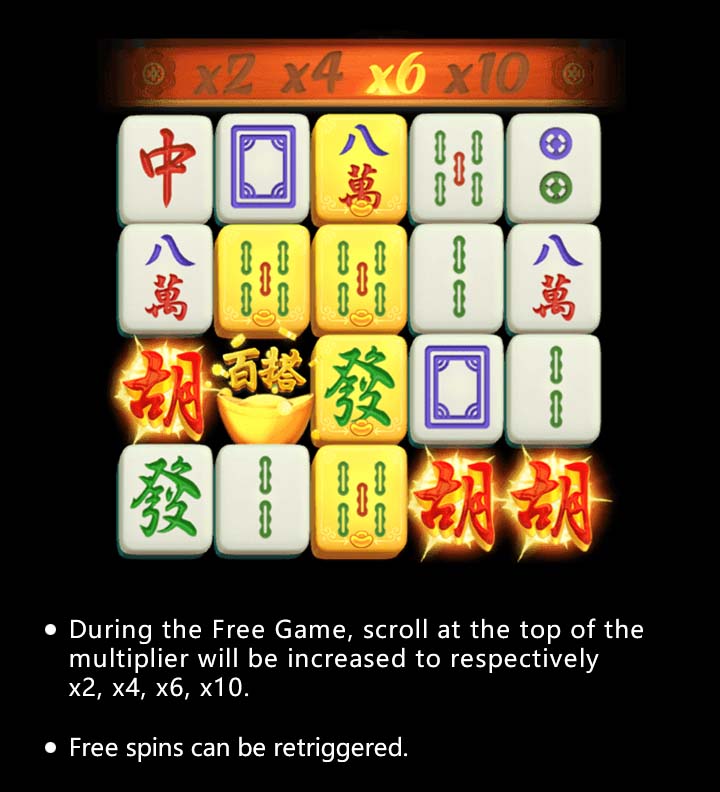 x2 x4 x6 x10
中 八萬
八萬 八萬
胡 百搭 發
發 胡 胡
• During the Free Game, scroll at the top of the
multiplier will be increased to respectively
x2, x4, x6, x10.
• Free spins can be retriggered.